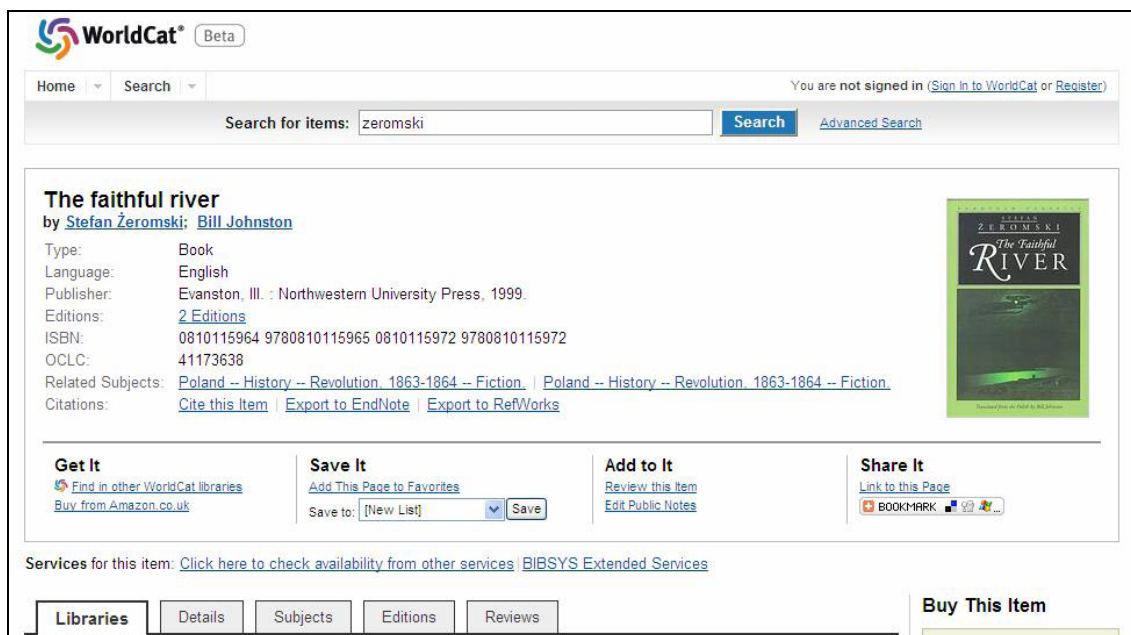 WorldCat® Beta
Home Search You are not signed in (Sign In to WorldCat or Register)
Search for items: zeromski Search Advanced Search
The faithful river
by Stefan Żeromski; Bill Johnston
Type: Book
Language: English
Publisher: Evanston, Ill. : Northwestern University Press, 1999.
Editions: 2 Editions
ISBN: 0810115964 9780810115965 0810115972 9780810115972
OCLC: 41173638
Related Subjects: Poland -- History -- Revolution, 1863-1864 -- Fiction. | Poland -- History -- Revolution, 1863-1864 -- Fiction.
Citations: Cite this Item | Export to EndNote | Export to RefWorks
STEFAN
ŻEROMSKI
The Faithful
RIVER
Translated from the Polish by Bill Johnston
Get It
Find in other WorldCat libraries
Buy from Amazon.co.uk
Save It
Add This Page to Favorites
Save to: [New List] Save
Add to It
Review this Item
Edit Public Notes
Share It
Link to this Page
BOOKMARK
Services for this item: Click here to check availability from other services | BIBSYS Extended Services
Libraries Details Subjects Editions Reviews
Buy This Item